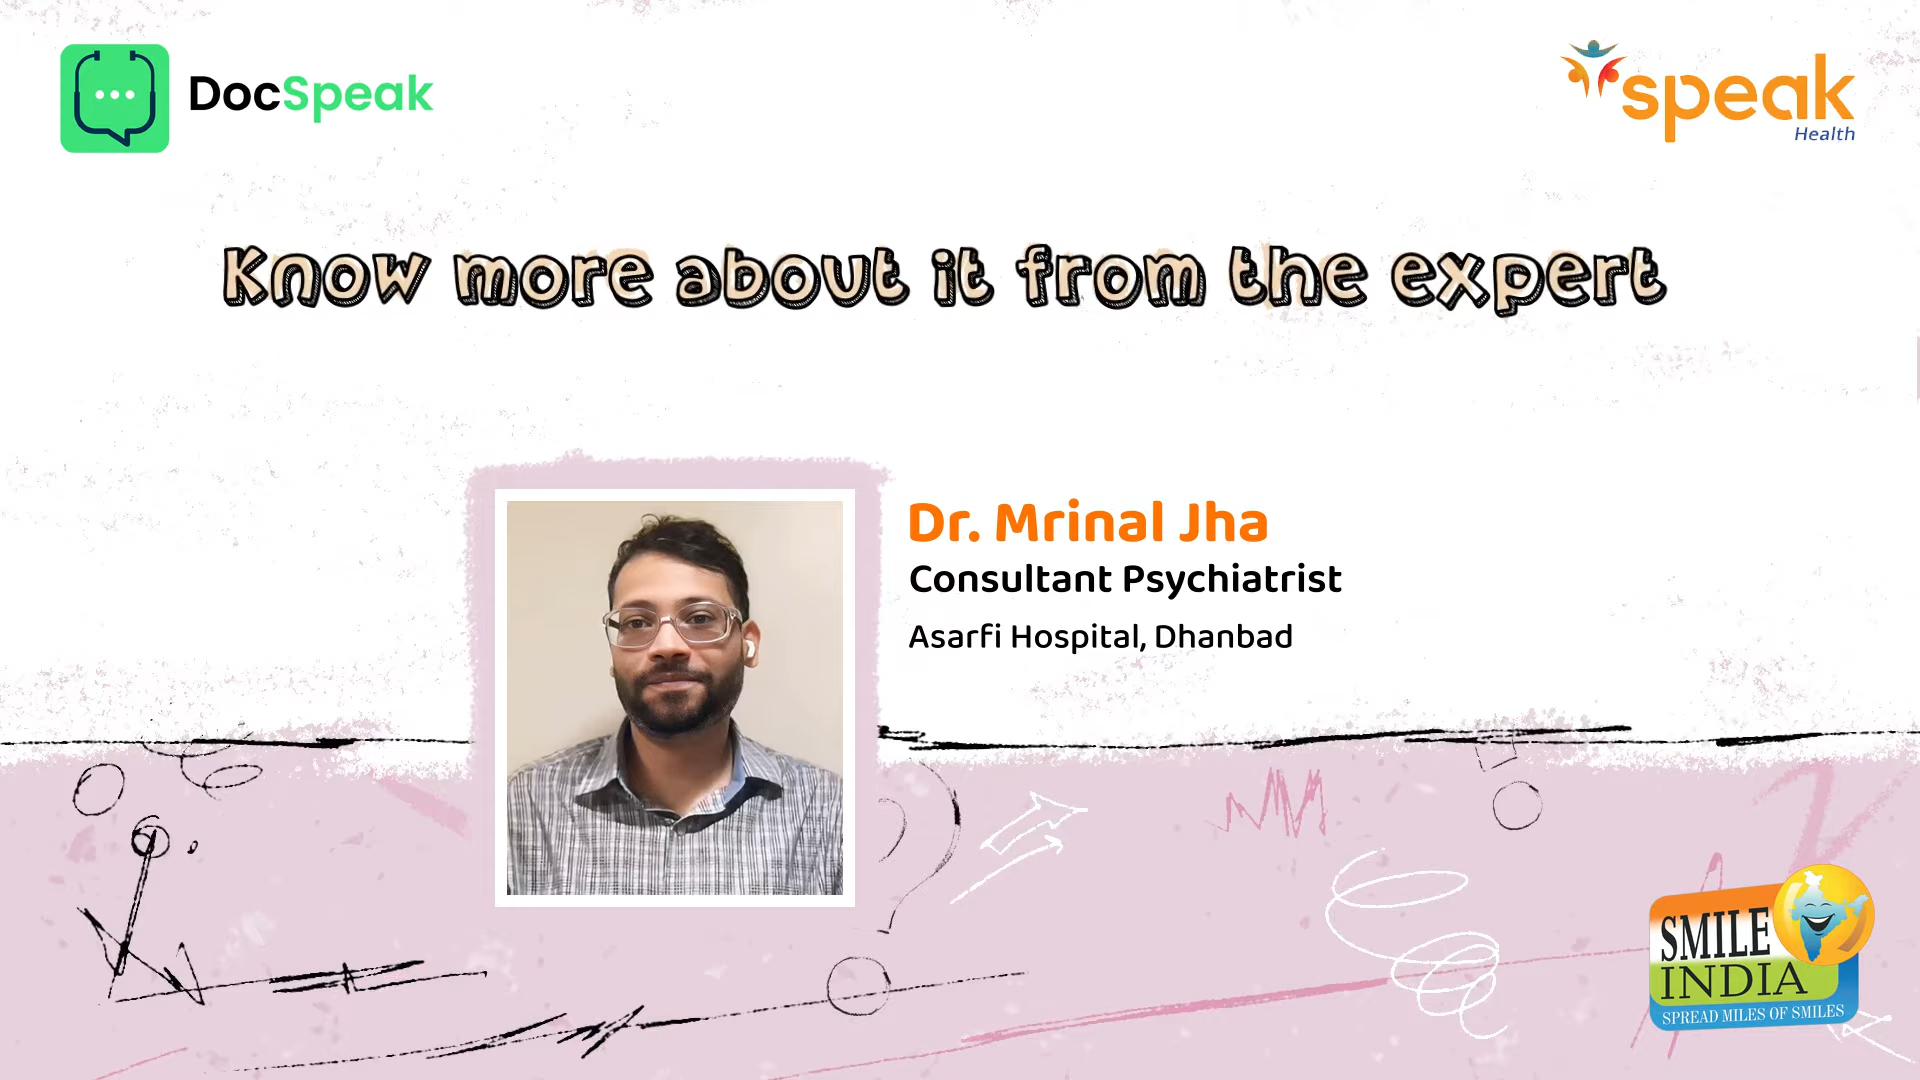 DocSpeak
speak
Health
Know more about it from the expert
Dr. Mrinal Jha
Consultant Psychiatrist
Asarfi Hospital, Dhanbad
SMILE
INDIA
SPREAD MILES OF SMILES